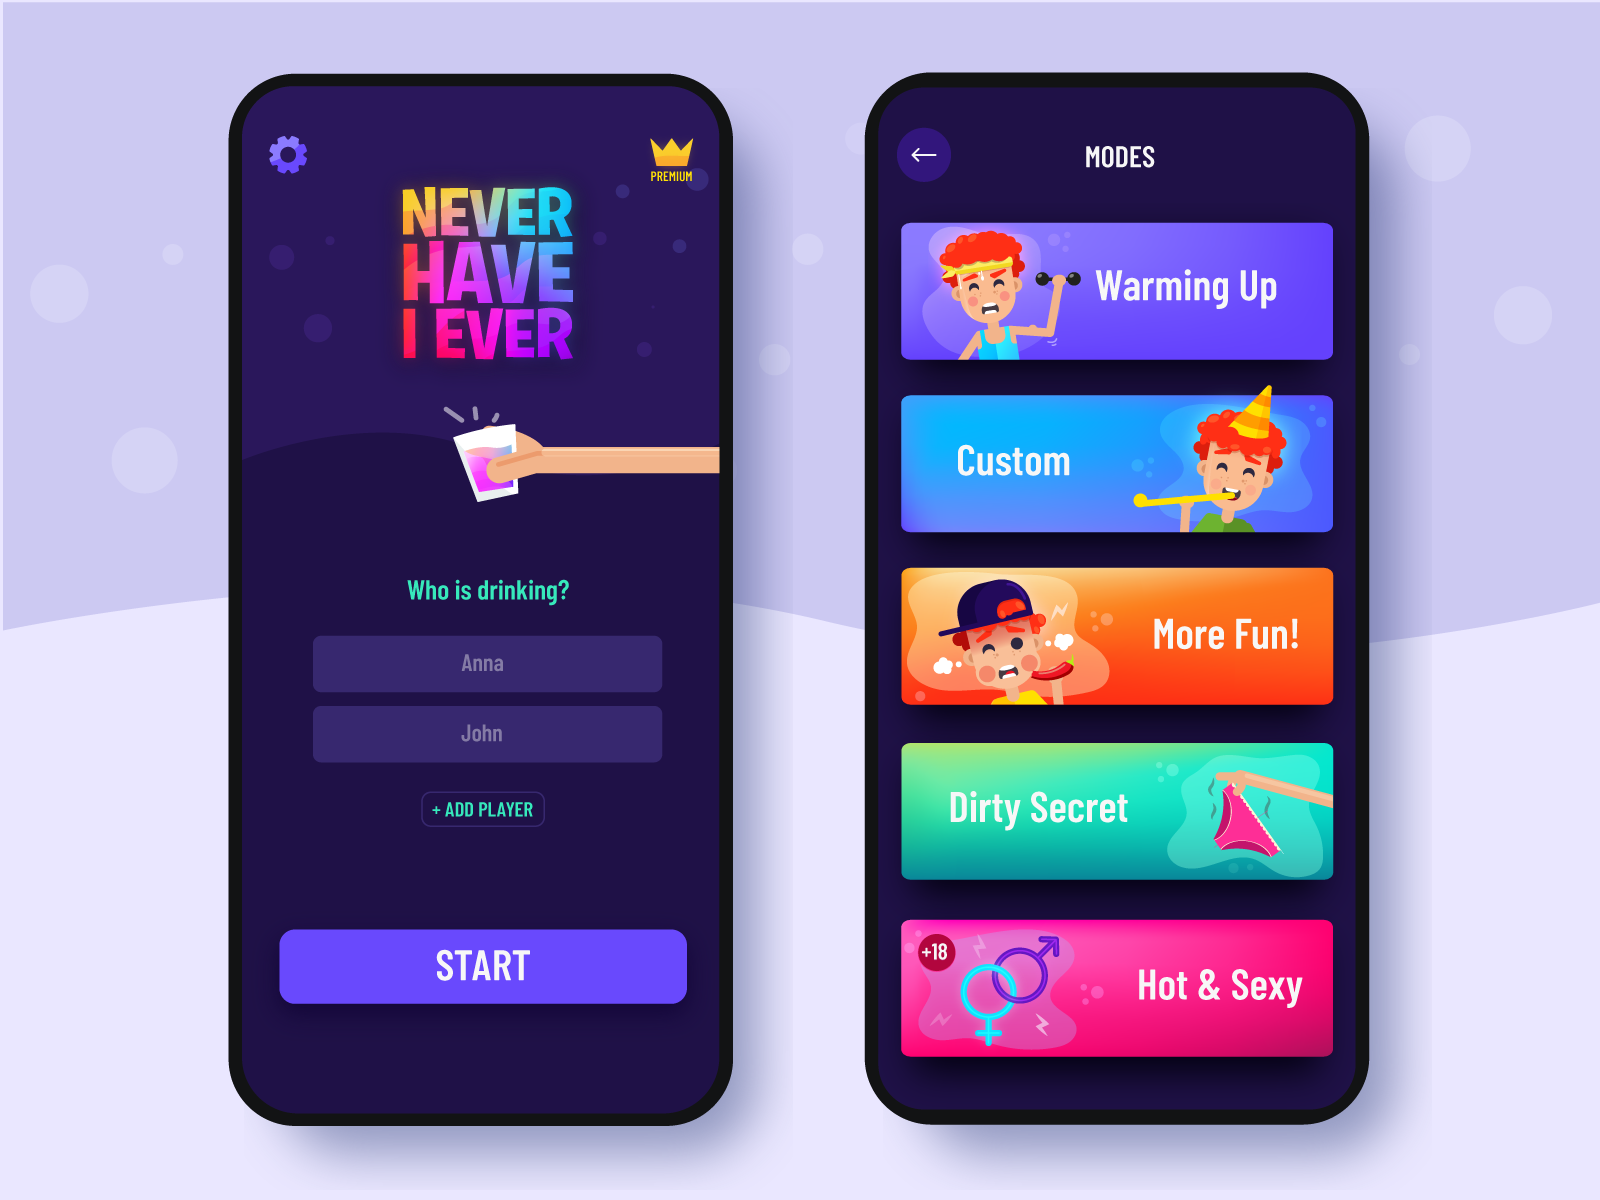 PREMIUM
NEVER
HAVE
I EVER
Who is drinking?
Anna
John
+ ADD PLAYER
START
MODES
Warming Up
Custom
More Fun!
Dirty Secret
+18
Hot & Sexy